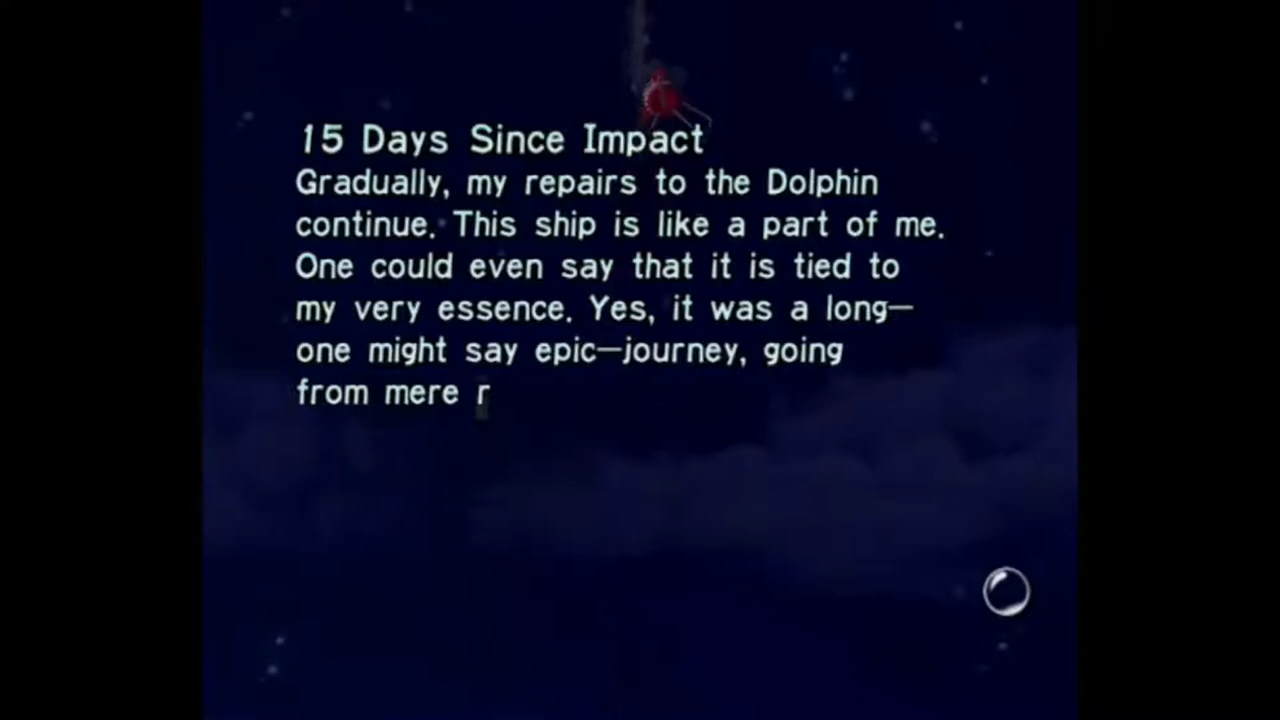 15 Days Since Impact
Gradually, my repairs to the Dolphin
continue. This ship is like a part of me.
One could even say that it is tied to
my very essence. Yes, it was a long—
one might say epic—journey, going
from mere r